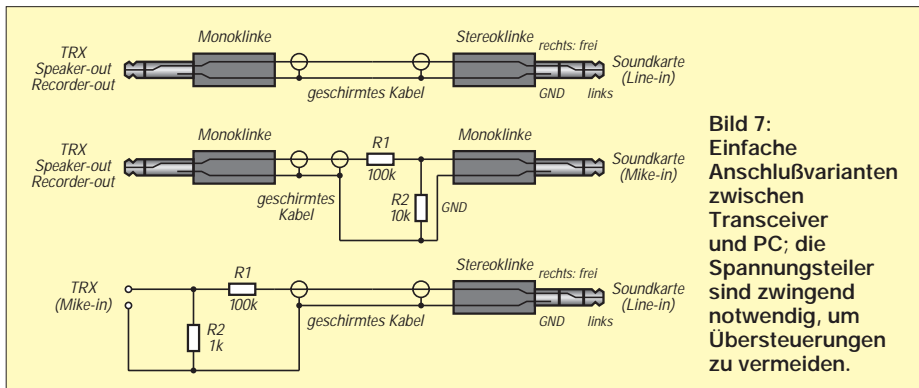 TRX
Speaker-out
Recorder-out
Monoklinke
geschirmtes Kabel
Stereoklinke
rechts: frei
GND
links
Soundkarte
(Line-in)
TRX
Speaker-out
Recorder-out
Monoklinke
geschirmtes
Kabel
R1
100k
R2
10k
GND
Monoklinke
Soundkarte
(Mike-in)
TRX
(Mike-in)
R1
100k
R2
1k
geschirmtes Kabel
Stereoklinke
rechts: frei
GND
links
Soundkarte
(Line-in)
Bild 7:
Einfache
Anschlußvarianten
zwischen
Transceiver
und PC; die
Spannungsteiler
sind zwingend
notwendig, um
Übersteuerungen
zu vermeiden.